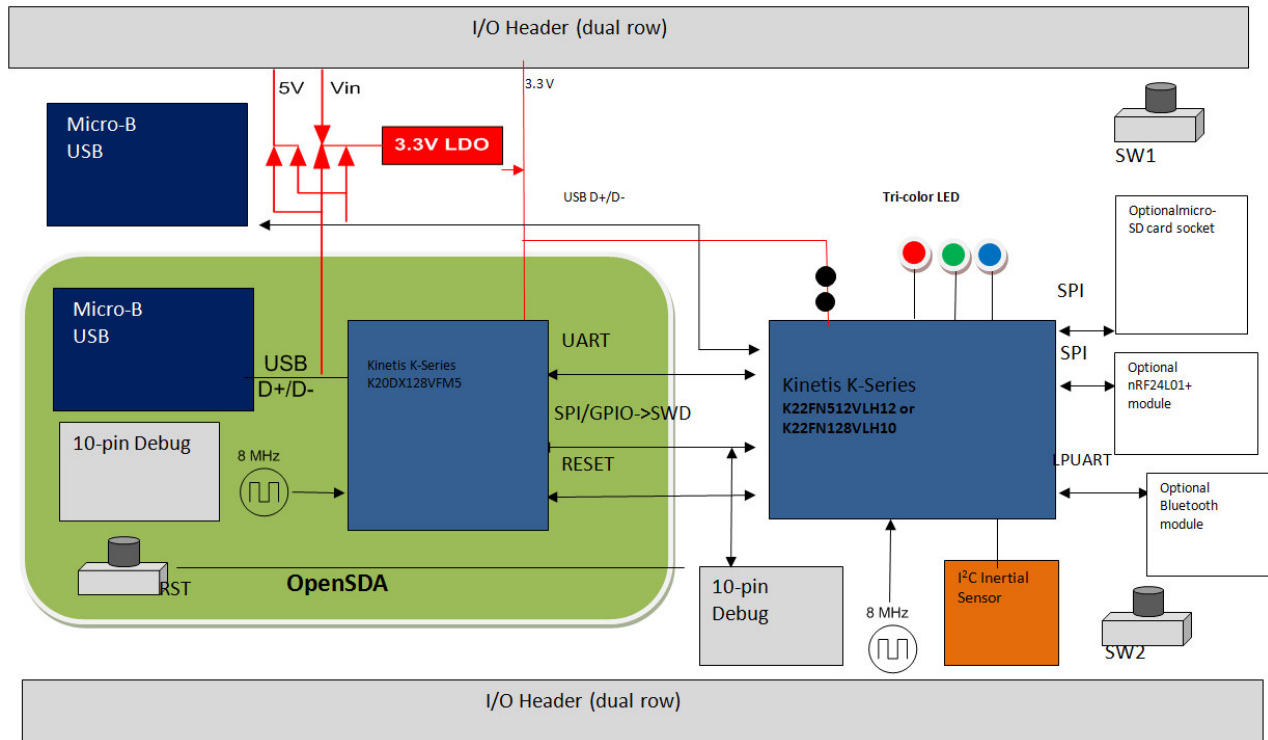 I/O Header (dual row)
5V
Vin
3.3 V
Micro-B
USB
3.3V LDO
SW1
USB D+/D-
Tri-color LED
Optionalmicro-
SD card socket
SPI
Micro-B
USB
USB
D+/D-
Kinetis K-Series
K20DX128VFM5
UART
SPI/GPIO->SWD
RESET
Kinetis K-Series
K22FN512VLH12 or
K22FN128VLH10
SPI
Optional
nRF24L01+
module
LPUART
Optional
Bluetooth
module
10-pin Debug
8 MHz
RST
OpenSDA
10-pin
Debug
8 MHz
I²C Inertial
Sensor
SW2
I/O Header (dual row)